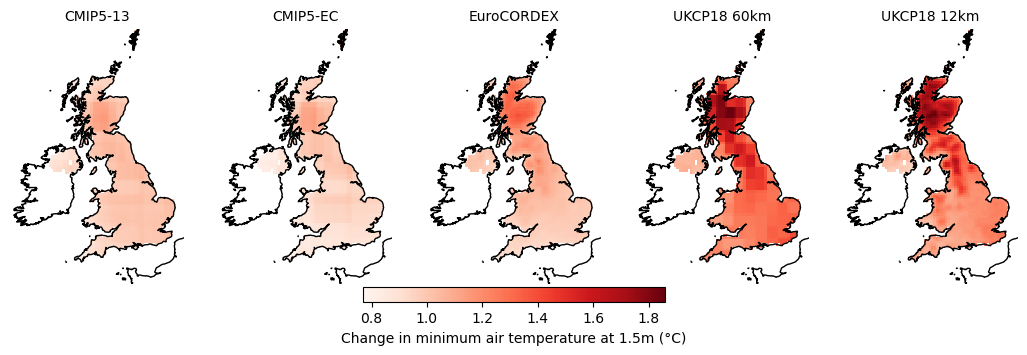 CMIP5-13 CMIP5-EC EuroCORDEX UKCP18 60km UKCP18 12km
0.8 1.0 1.2 1.4 1.6 1.8
Change in minimum air temperature at 1.5m (°C)